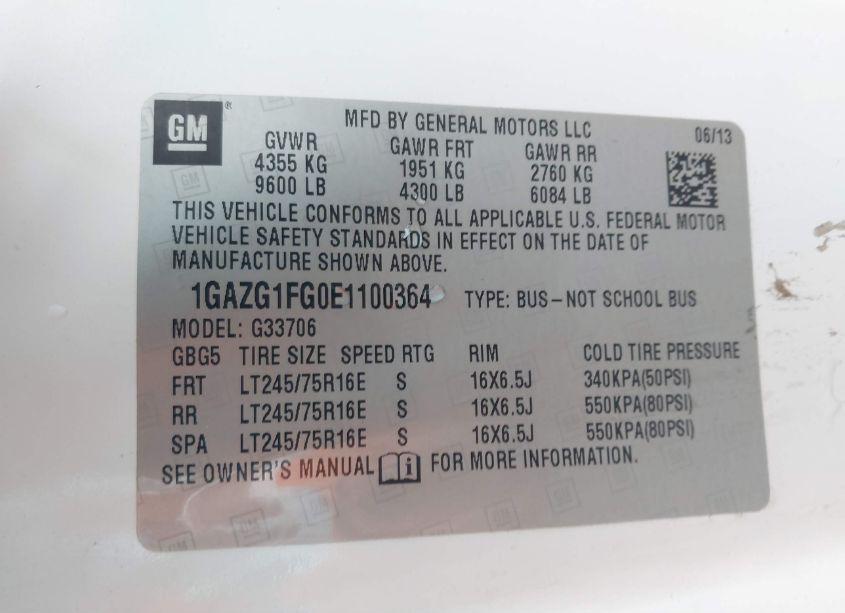 GM ®
MFD BY GENERAL MOTORS LLC 06/13
GVWR GAWR FRT GAWR RR
4355 KG 1951 KG 2760 KG
9600 LB 4300 LB 6084 LB
THIS VEHICLE CONFORMS TO ALL APPLICABLE U.S. FEDERAL MOTOR
VEHICLE SAFETY STANDARDS IN EFFECT ON THE DATE OF
MANUFACTURE SHOWN ABOVE.
1GAZG1FG0E1100364 TYPE: BUS–NOT SCHOOL BUS
MODEL: G33706
GBG5 TIRE SIZE SPEED RTG RIM COLD TIRE PRESSURE
FRT LT245/75R16E S 16X6.5J 340KPA(50PSI)
RR LT245/75R16E S 16X6.5J 550KPA(80PSI)
SPA LT245/75R16E S 16X6.5J 550KPA(80PSI)
SEE OWNER'S MANUAL i FOR MORE INFORMATION.